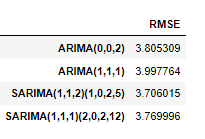 RMSE
ARIMA(0,0,2) 3.805309
ARIMA(1,1,1) 3.997764
SARIMA(1,1,2)(1,0,2,5) 3.706015
SARIMA(1,1,1)(2,0,2,12) 3.769996